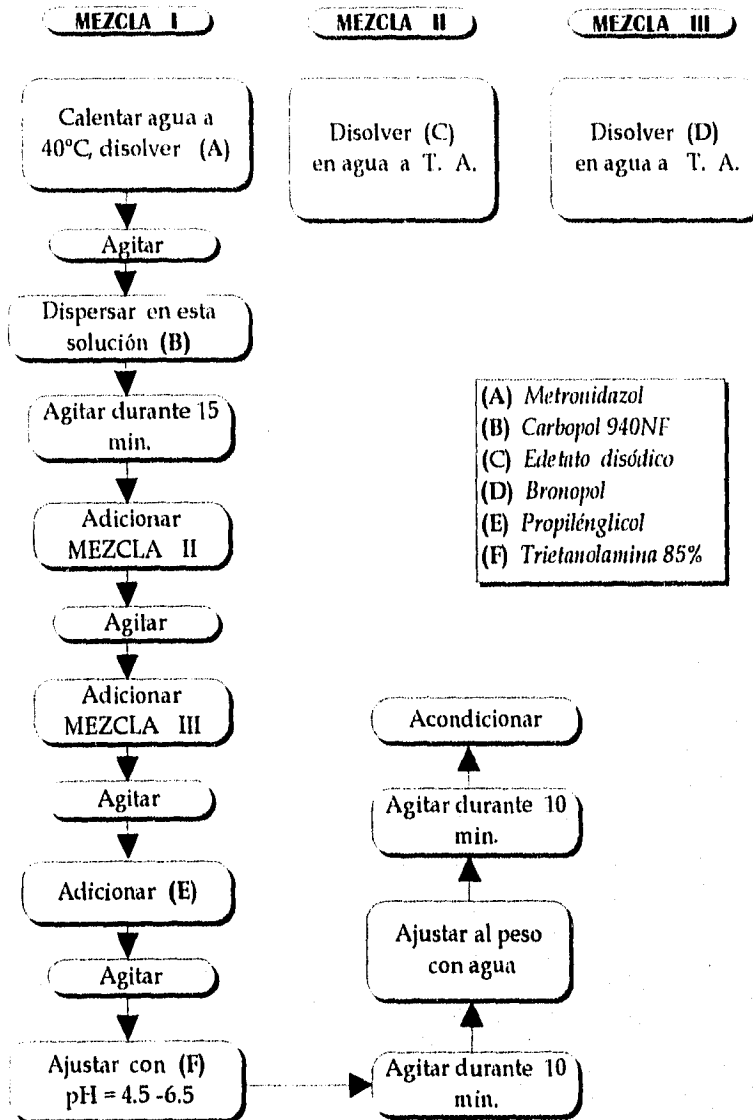 MEZCLA I
MEZCLA II
MEZCLA III
Calentar agua a
40ºC, disolver (A)
Disolver (C)
en agua a T. A.
Disolver (D)
en agua a T. A.
Agitar
Dispersar en esta
solución (B)
Agitar durante 15
min.
Adicionar
MEZCLA II
Agitar
Adicionar
MEZCLA III
Agitar
Adicionar (E)
Agitar
Ajustar con (F)
pH = 4.5 -6.5
(A) Metronidazol
(B) Carbopol 940NF
(C) Edetato disódico
(D) Bronopol
(E) Propilénglicol
(F) Trietanolamina 85%
Agitar durante 10
min.
Ajustar al peso
con agua
Agitar durante 10
min.
Acondicionar